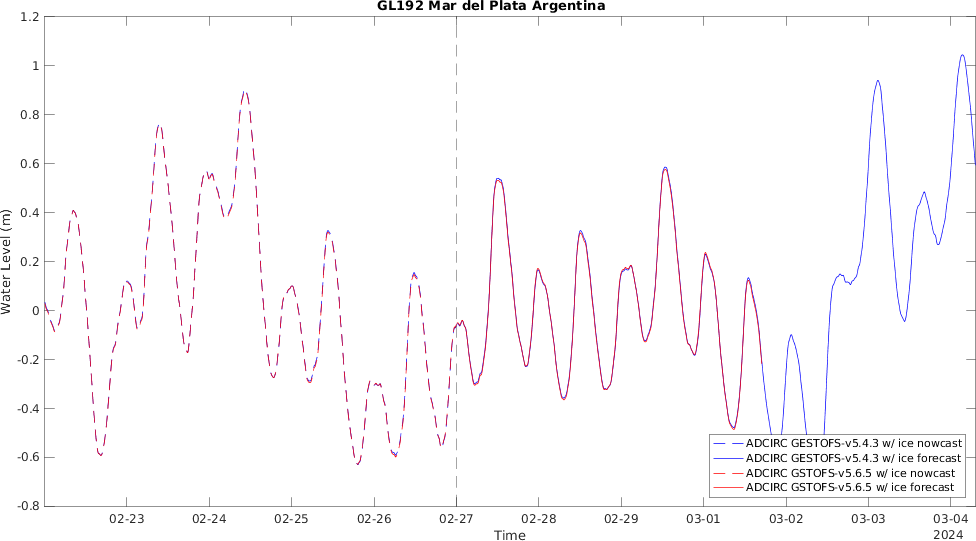 GL192 Mar del Plata Argentina
1.2
1
0.8
0.6
0.4
0.2
0
-0.2
-0.4
-0.6
-0.8
Water Level (m)
ADCIRC GESTOFS-v5.4.3 w/ ice nowcast
ADCIRC GESTOFS-v5.4.3 w/ ice forecast
ADCIRC GSTOFS-v5.6.5 w/ ice nowcast
ADCIRC GSTOFS-v5.6.5 w/ ice forecast
02-23 02-24 02-25 02-26 02-27 02-28 02-29 03-01 03-02 03-03 03-04
Time 2024